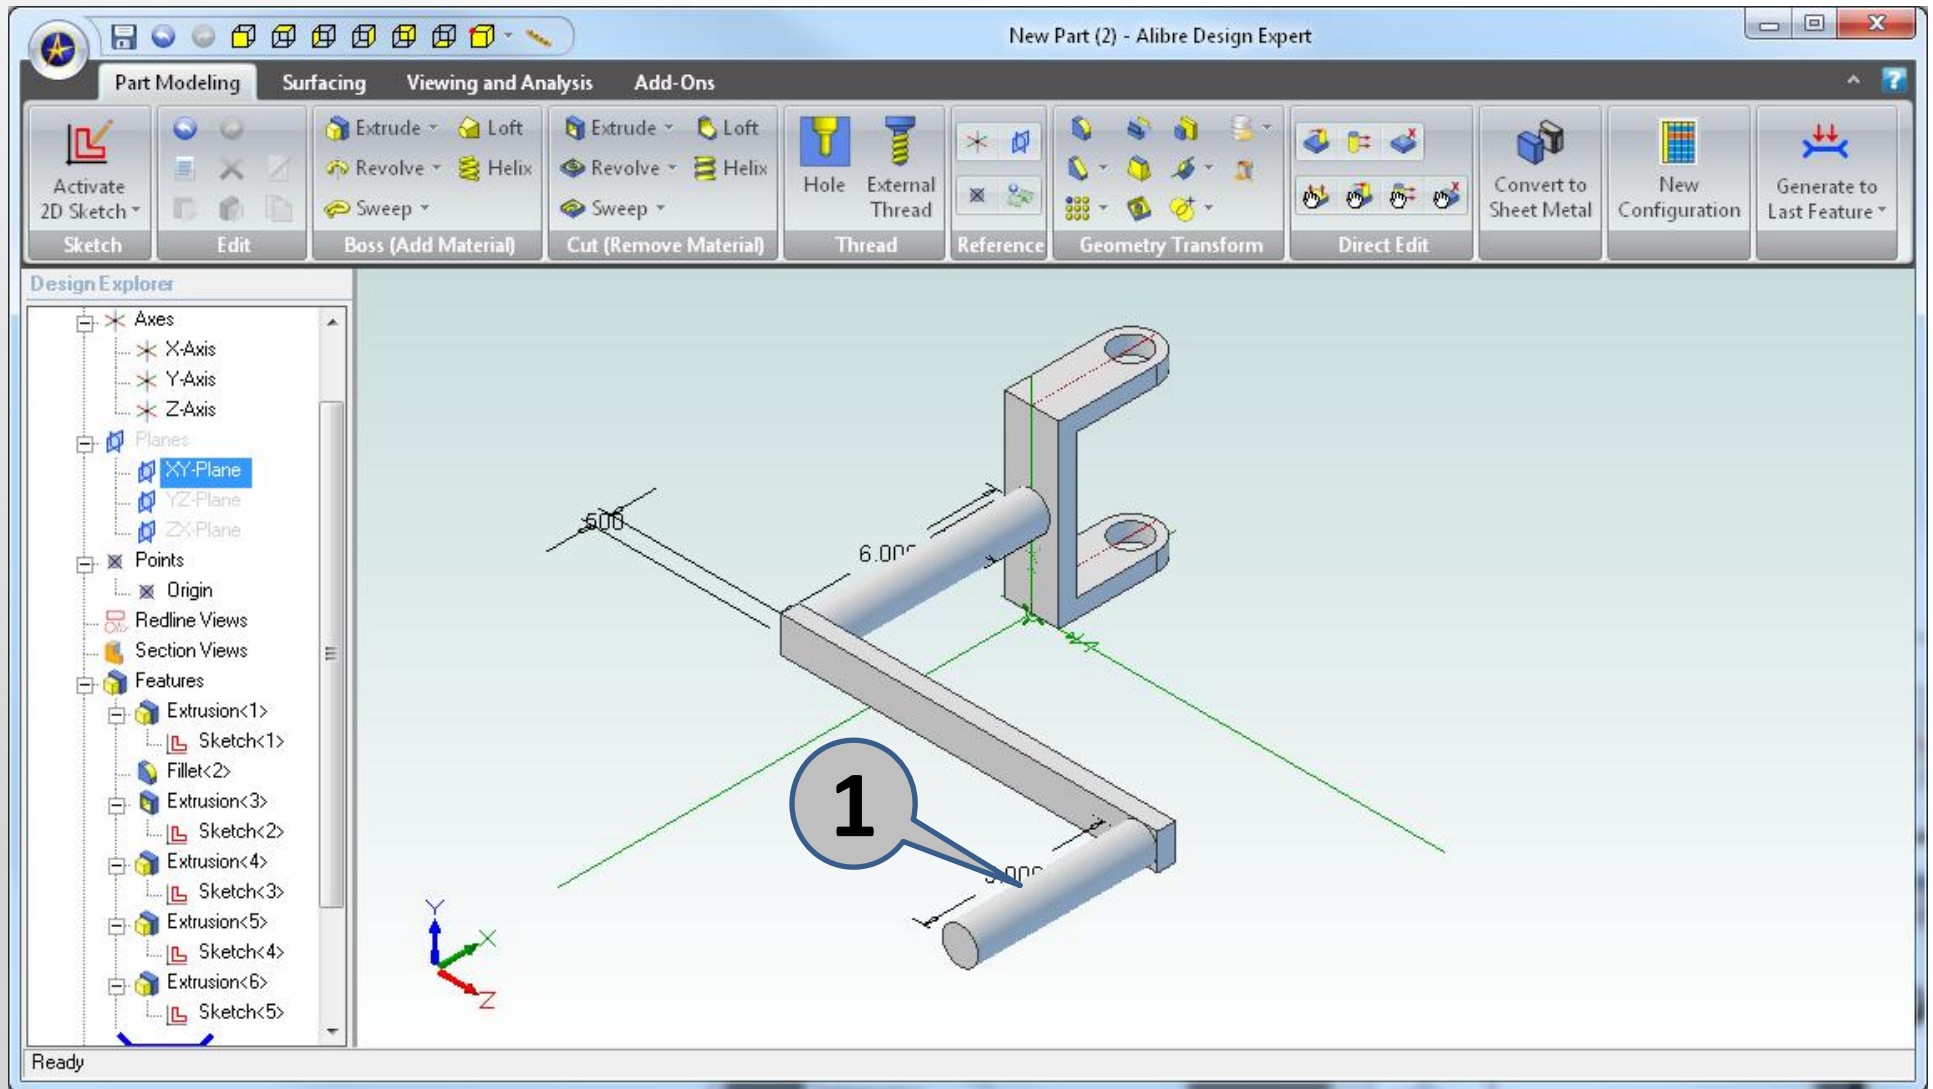 New Part (2) - Alibre Design Expert
Part Modeling Surfacing Viewing and Analysis Add-Ons
Activate
2D Sketch
Sketch
Edit
Extrude Loft
Revolve Helix
Sweep
Boss (Add Material)
Extrude Loft
Revolve Helix
Sweep
Cut (Remove Material)
Hole
External
Thread
Thread
Reference
Geometry Transform
Direct Edit
Convert to
Sheet Metal
New
Configuration
Generate to
Last Feature
Design Explorer
Axes
X-Axis
Y-Axis
Z-Axis
Planes
XY-Plane
YZ-Plane
ZX-Plane
Points
Origin
Redline Views
Section Views
Features
Extrusion<1>
Sketch<1>
Fillet<2>
Extrusion<3>
Sketch<2>
Extrusion<4>
Sketch<3>
Extrusion<5>
Sketch<4>
Extrusion<6>
Sketch<5>
.500
1
Y
X
Z
Ready